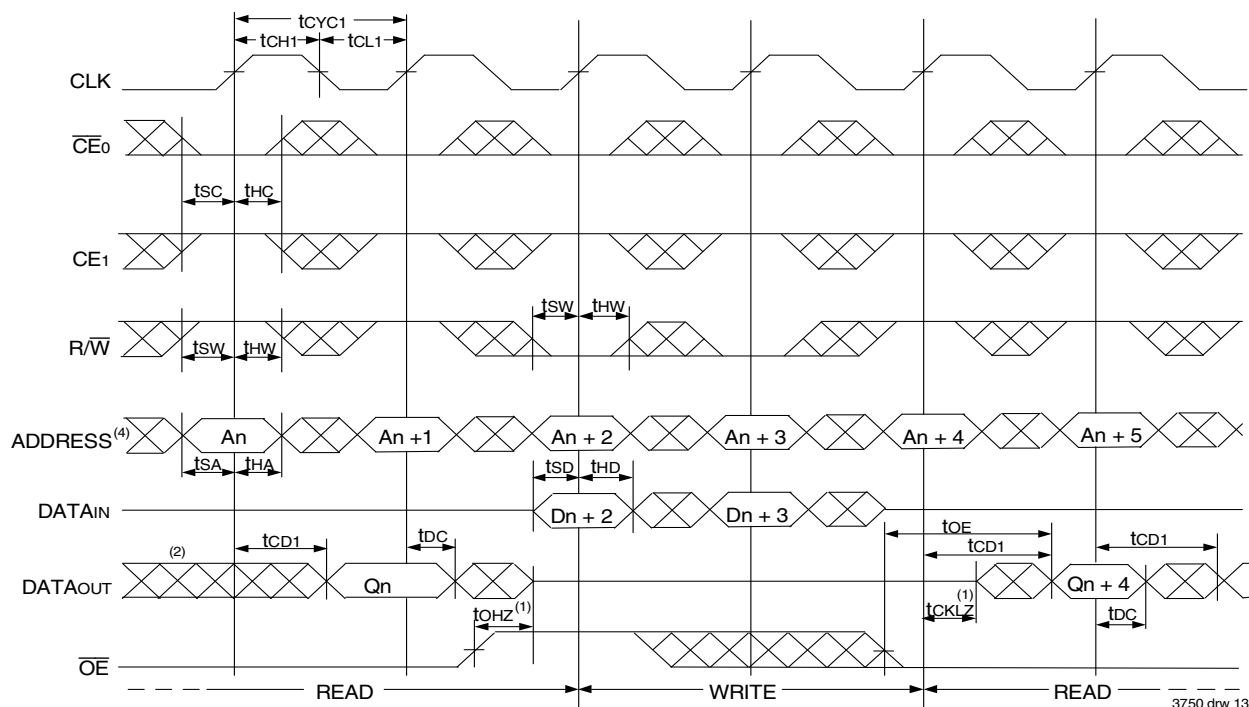 tCYC1
tCH1 tCL1
CLK
CE0
tSC tHC
CE1
tSW tHW
R/W
tSW tHW
ADDRESS(4) An An +1 An + 2 An + 3 An + 4 An + 5
tSA tHA
tSD tHD
DATAIN Dn + 2 Dn + 3
tOE
tCD1 tDC tCD1 tCD1
(2)
DATAOUT Qn Qn + 4
tOHZ(1) tCKLZ(1) tDC
OE
READ WRITE READ
3750 drw 13